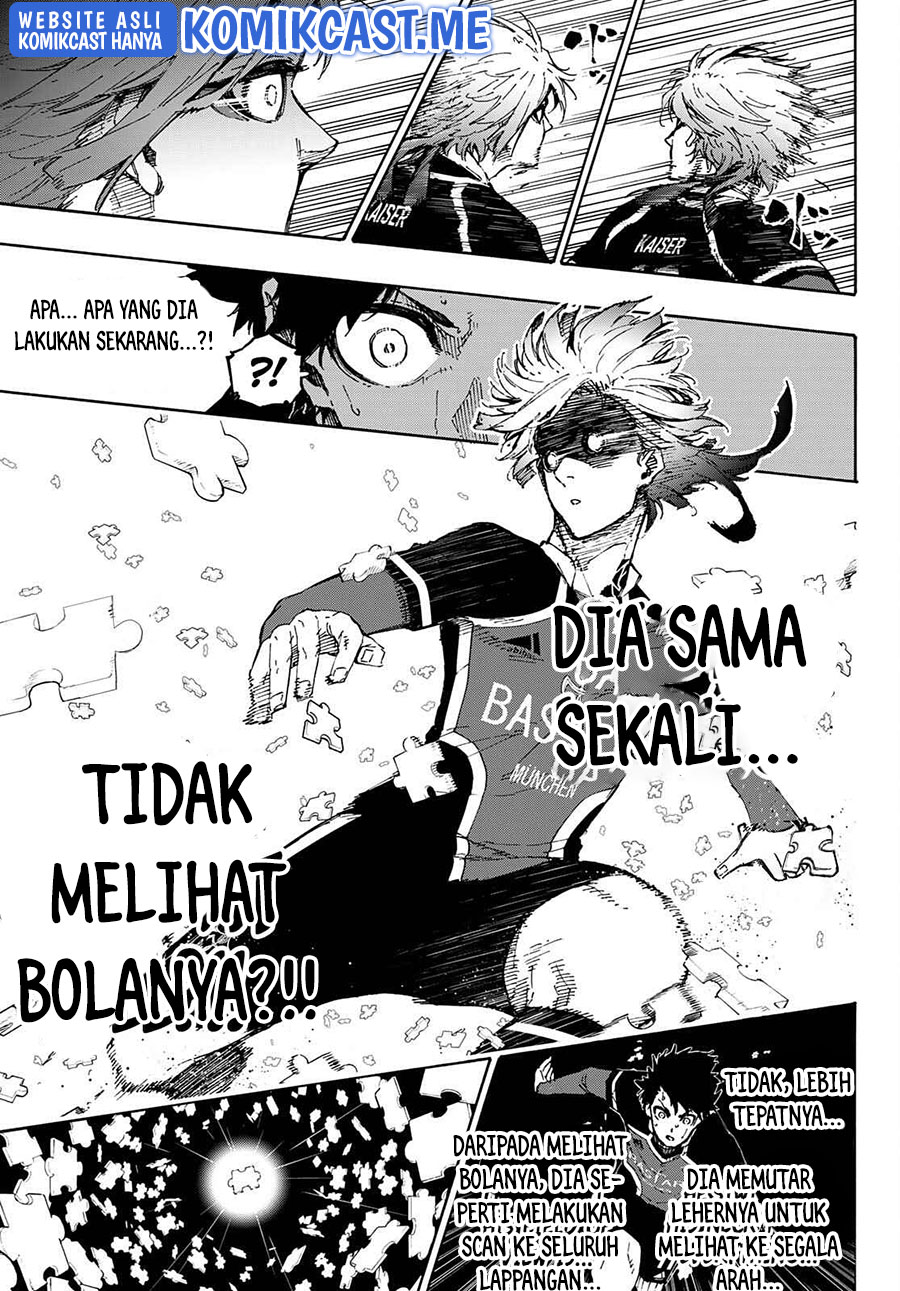 WEBSITE ASLI
KOMIKCAST HANYA
KOMIKCAST.ME
KAISER
KAISER
APA... APA YANG DIA
LAKUKAN SEKARANG...?!
?!
DIA SAMA
SEKALI...
BAS
MÜNCHEN
TIDAK
MELIHAT
BOLANYA?!!
TIDAK, LEBIH
TEPATNYA...
DIA MEMUTAR
LEHERNYA UNTUK
MELIHAT KE SEGALA
ARAH...
DARIPADA MELIHAT
BOLANYA, DIA SE-
PERTI MELAKUKAN
SCAN KE SELURUH
LAPPANGAN...